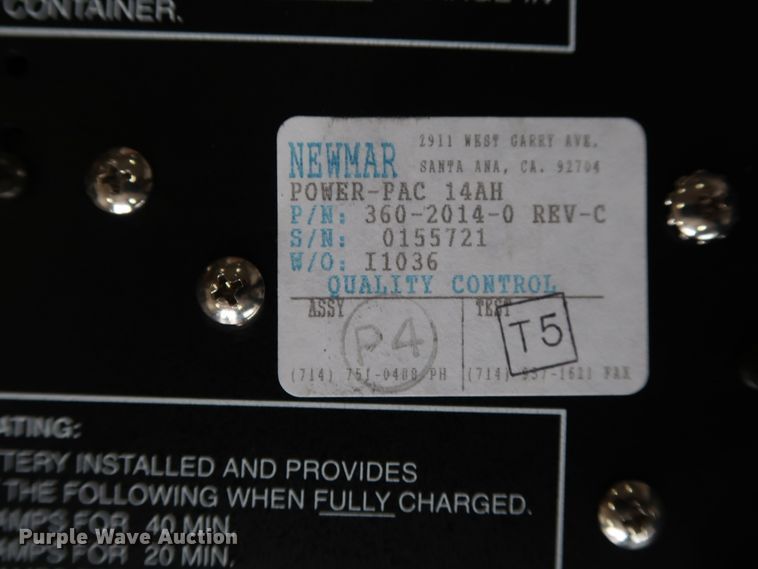 CONTAINER.
2911 WEST GARRY AVE.
NEWMAR SANTA ANA, CA. 92704
POWER-PAC 14AH
P/N: 360-2014-0 REV-C
S/N: 0155721
W/O: I1036
QUALITY CONTROL
ASSY TEST
P4 T5
(714) 751-0488 PH (714) 957-1621 FAX
ATING:
TERY INSTALLED AND PROVIDES
THE FOLLOWING WHEN FULLY CHARGED.
AMPS FOR 40 MIN.
Purple Wave Auction
AMPS FOR 20 MIN.